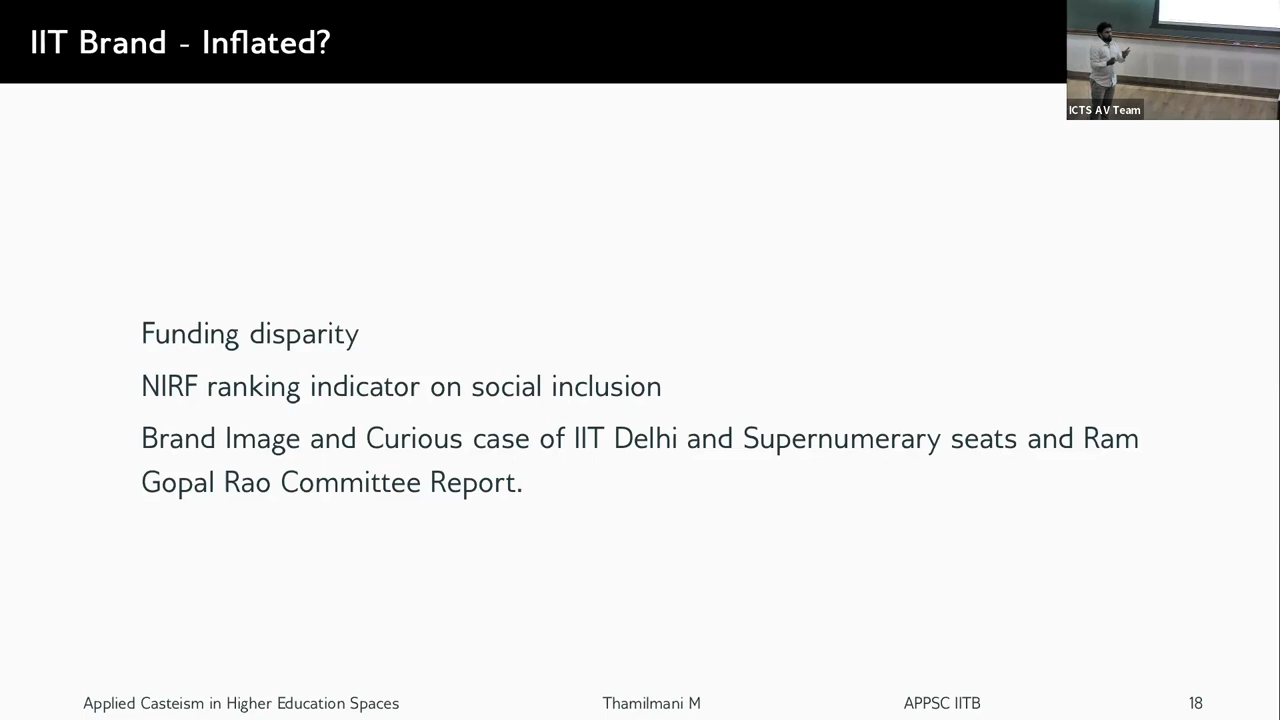 IIT Brand - Inflated?
ICTS AV Team
Funding disparity
NIRF ranking indicator on social inclusion
Brand Image and Curious case of IIT Delhi and Supernumerary seats and Ram
Gopal Rao Committee Report.
Applied Casteism in Higher Education Spaces Thamilmani M APPSC IITB 18